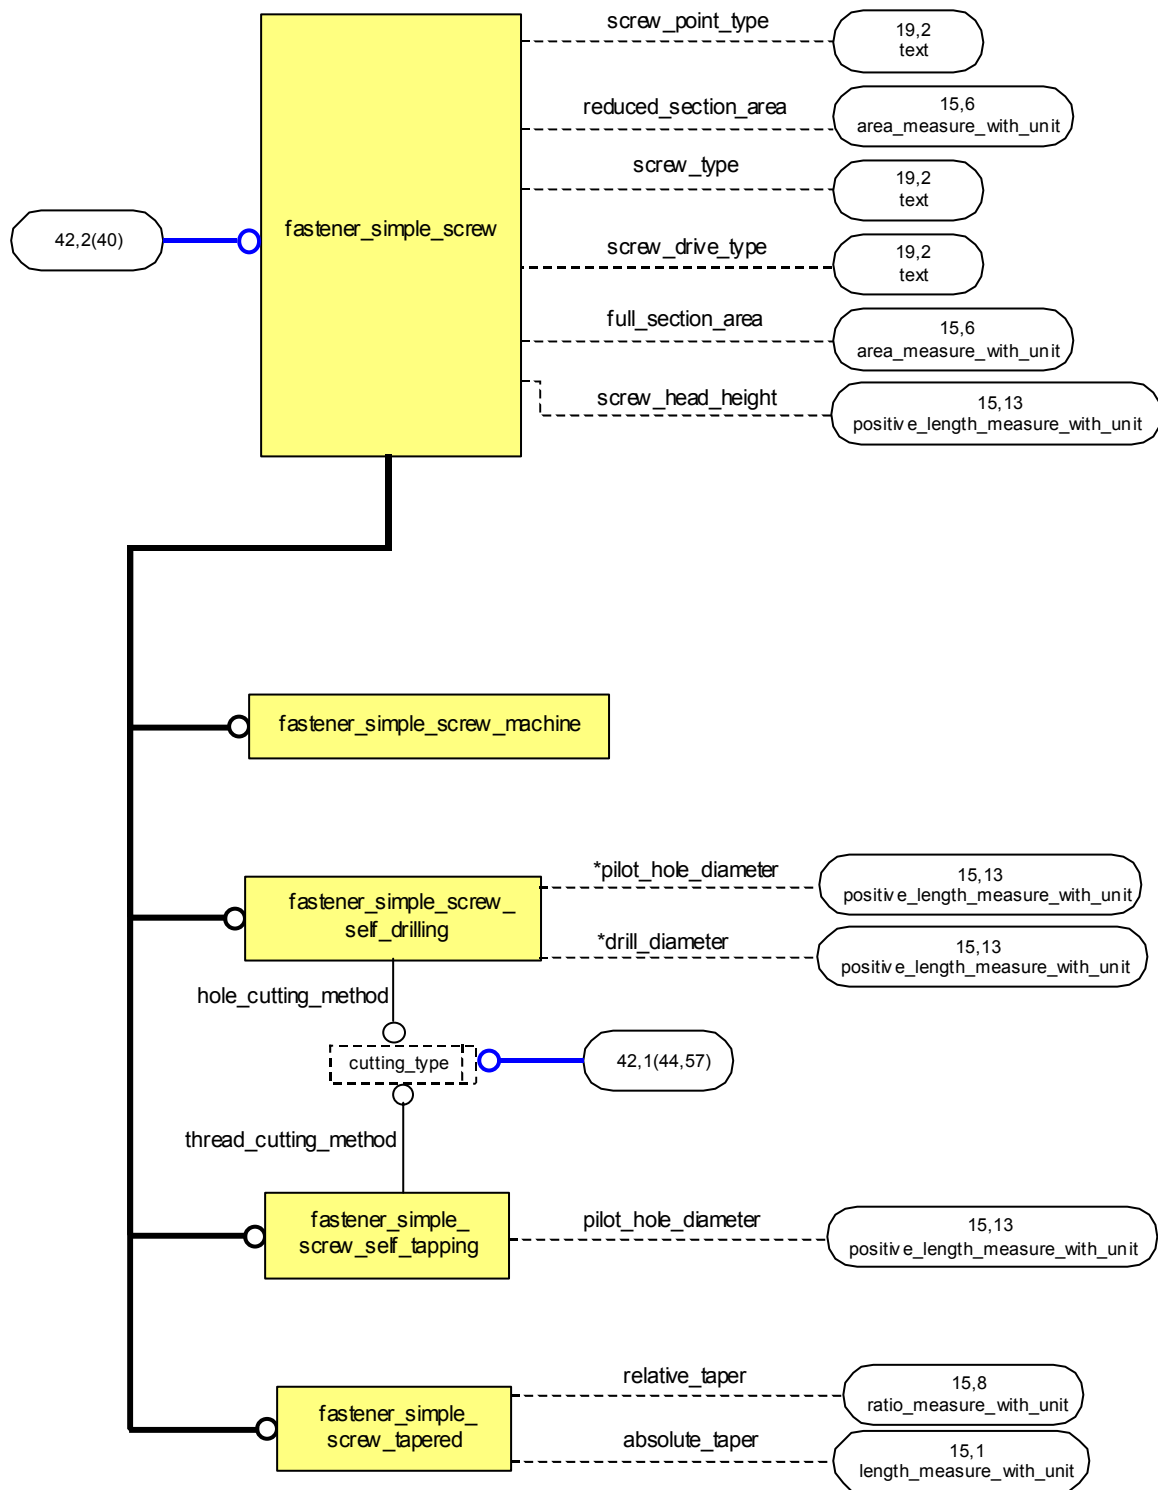 screw_point_type
19,2
text
reduced_section_area
15,6
area_measure_with_unit
screw_type
19,2
text
42,2(40)
fastener_simple_screw
screw_drive_type
19,2
text
full_section_area
15,6
area_measure_with_unit
screw_head_height
15,13
positive_length_measure_with_unit
fastener_simple_screw_machine
*pilot_hole_diameter
15,13
positive_length_measure_with_unit
fastener_simple_screw_
self_drilling
*drill_diameter
15,13
positive_length_measure_with_unit
hole_cutting_method
cutting_type
42,1(44,57)
thread_cutting_method
fastener_simple_
screw_self_tapping
pilot_hole_diameter
15,13
positive_length_measure_with_unit
relative_taper
15,8
ratio_measure_with_unit
fastener_simple_
screw_tapered
absolute_taper
15,1
length_measure_with_unit